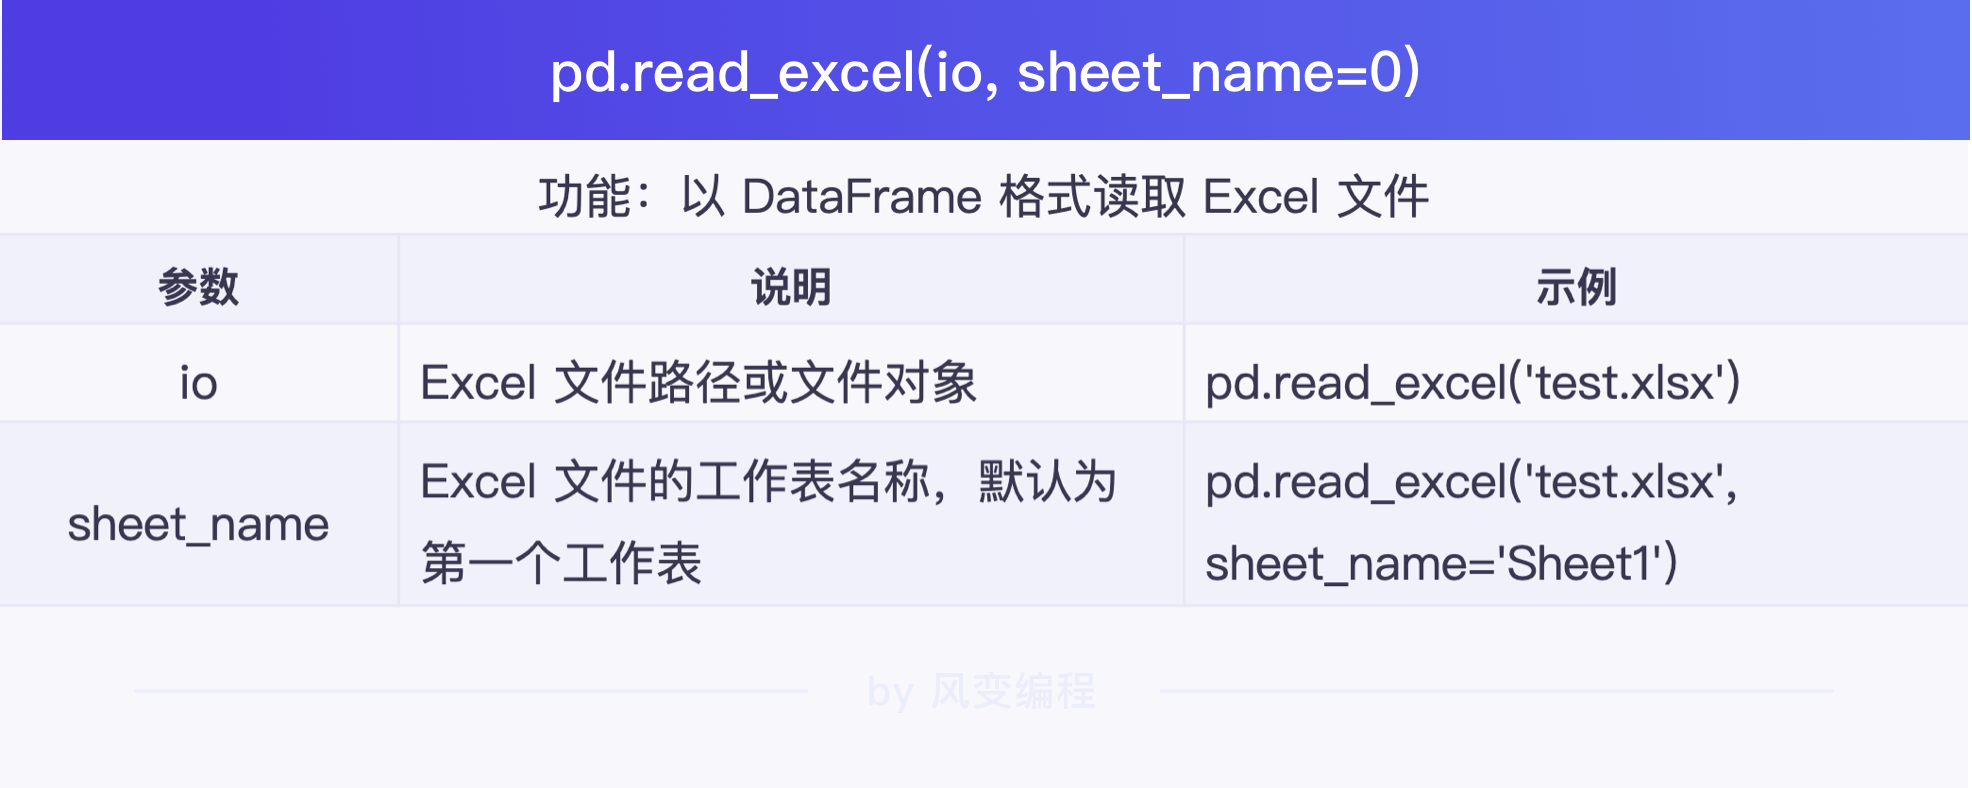 pd.read_excel(io, sheet_name=0)
功能：以 DataFrame 格式读取 Excel 文件
参数
说明
示例
io
Excel 文件路径或文件对象
pd.read_excel('test.xlsx')
sheet_name
Excel 文件的工作表名称，默认为
第一个工作表
pd.read_excel('test.xlsx',
sheet_name='Sheet1')
by 风变编程